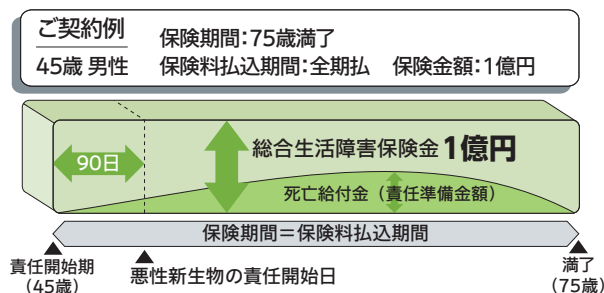 ご契約例
保険期間：75歳満了
45歳 男性
保険料払込期間：全期払 保険金額：1億円
90日
総合生活障害保険金 1億円
死亡給付金（責任準備金額）
保険期間＝保険料払込期間
責任開始期
（45歳）
悪性新生物の責任開始日
満了
（75歳）